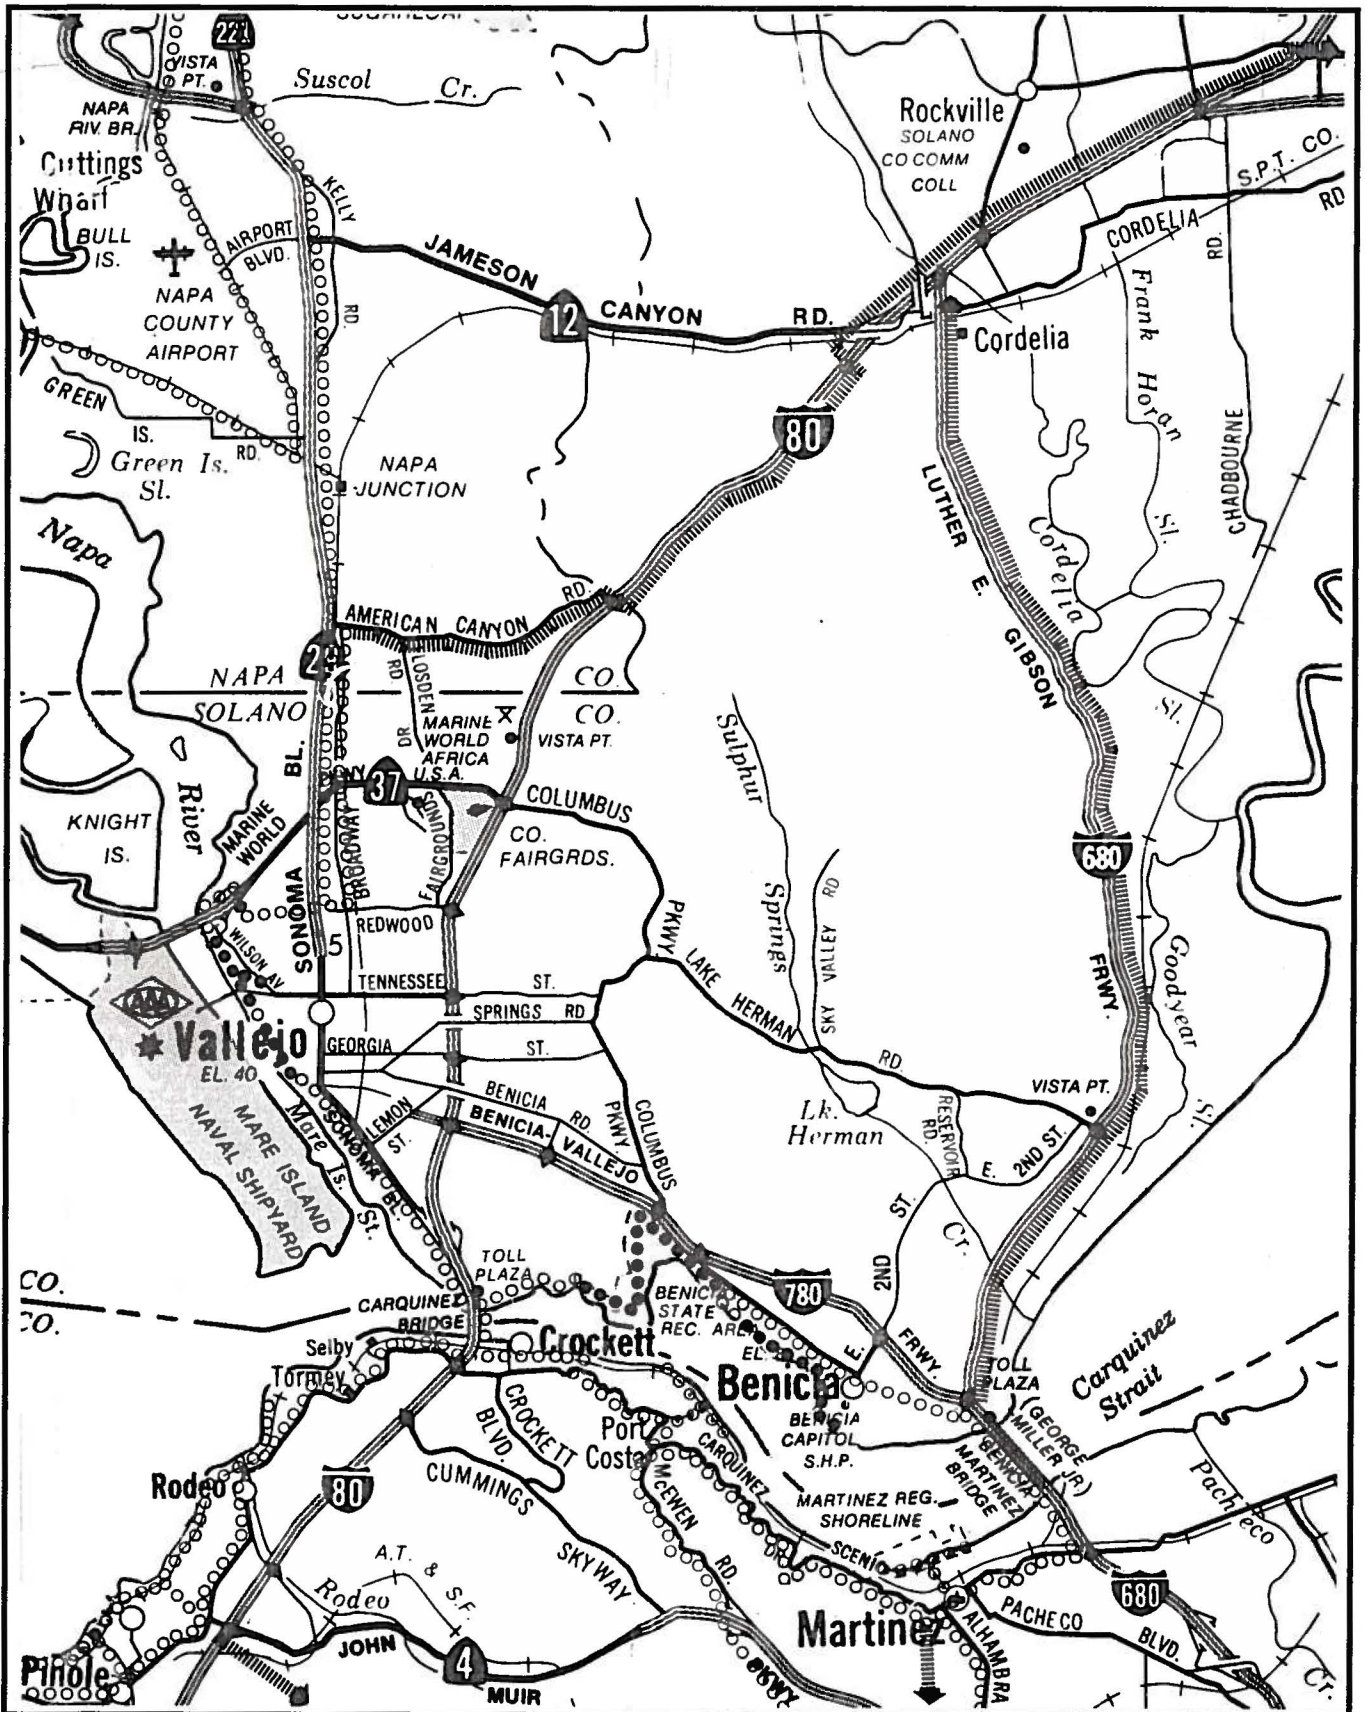 221
VISTA
PT.
Suscol Cr.
NAPA
RIV. BR.
Cuttings
Wharf
BULL
IS.
KELLY
RD.
AIRPORT
BLVD.
NAPA
COUNTY
AIRPORT
JAMESON
12
CANYON
RD.
Rockville
SOLANO
CO COMM
COLL
S.P.T. CO.
CORDELIA
RD
RD.
CHADBOURNE
Cordelia
Frank Horan
Sl.
GREEN
IS.
RD.
Green Is.
Sl.
NAPA
JUNCTION
80
LUTHER
E.
GIBSON
Cordelia
Sl.
Napa
River
AMERICAN CANYON
RD.
29
NAPA
CO.
SOLANO
CO.
FLOSDEN
RD
MARINE
WORLD
AFRICA
U.S.A.
DR
VISTA PT.
BL.
37
COLUMBUS
CO.
FAIRGRDS.
Sulphur
Springs
SKY VALLEY RD
680
KNIGHT
IS.
MARINE
WORLD
BROADWAY
FAIRGROUNDS
SONOMA
REDWOOD
5
PKWY.
FRWY.
Goodyear
Sl.
WILSON AV
TENNESSEE
ST.
SPRINGS RD
LAKE
HERMAN
RD.
AAA
Vallejo
EL. 40
GEORGIA
ST.
VISTA PT.
MARE ISLAND
NAVAL SHIPYARD
Mare Is.
St.
SONOMA
BL.
LEMON
ST.
BENICIA
RD.
BENICIA-
VALLEJO
COLUMBUS
PKWY.
Lk.
Herman
RESERVOIR
RD.
E.
2ND ST.
Cr.
2ND
ST.
E.
CO.
CO.
TOLL
PLAZA
CARQUINEZ
BRIDGE
BENICIA
STATE
REC. AREA
EL.
780
FRWY.
Selby
Crockett
Tormey
Benicia
TOLL
PLAZA
Carquinez
Strait
CROCKETT
BLVD.
Port
Costa
BENICIA
CAPITOL
S.H.P.
(GEORGE
MILLER JR)
BENICIA
MARTINEZ
BRIDGE
Rodeo
80
CUMMINGS
SKYWAY
McEWEN
RD.
CARQUINEZ
SCENIC
DR.
MARTINEZ REG.
SHORELINE
Pacheco
Cr.
A.T. & S.F.
Rodeo
680
Martinez
PACHECO
BLVD.
ALHAMBRA
Pinole
JOHN
4
MUIR
PKWY